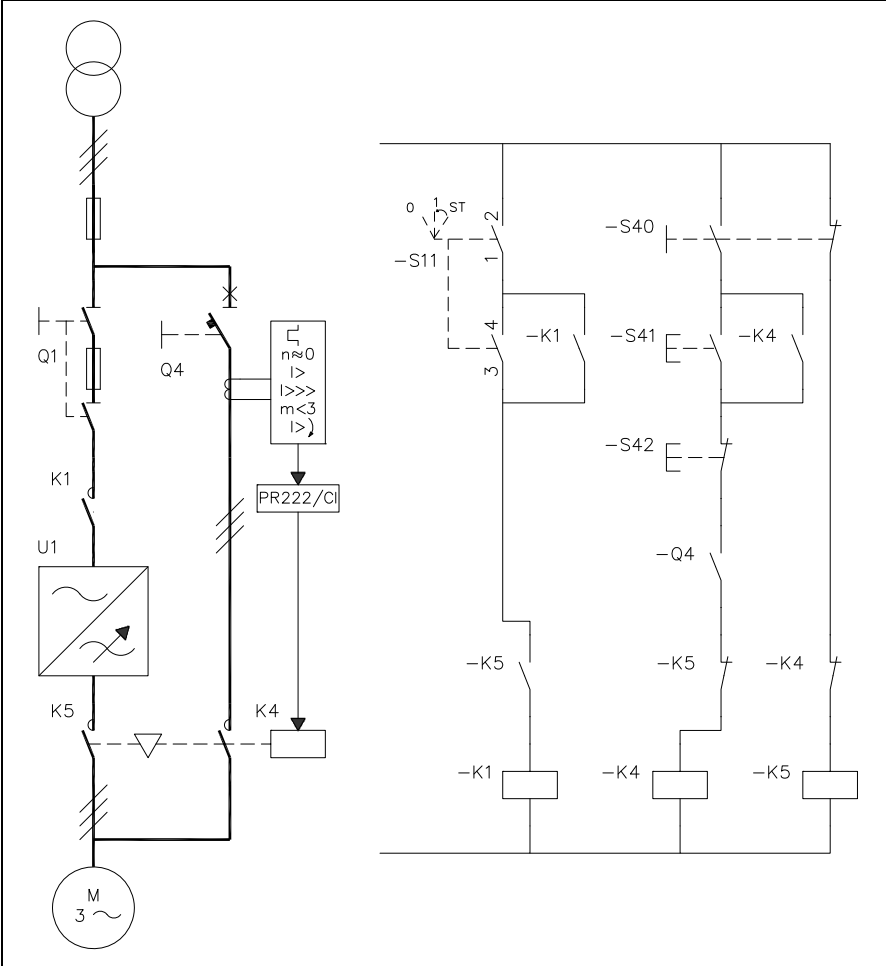 0 1 ST
-S11
2
1
4
3
-K1
-S40
-S41
-K4
-S42
-Q4
-K5
-K5
-K4
-K1
-K4
-K5
Q1
Q4
n≈0
I>
I>>>
m<3
I>
PR222/CI
K1
U1
K5
K4
M
3